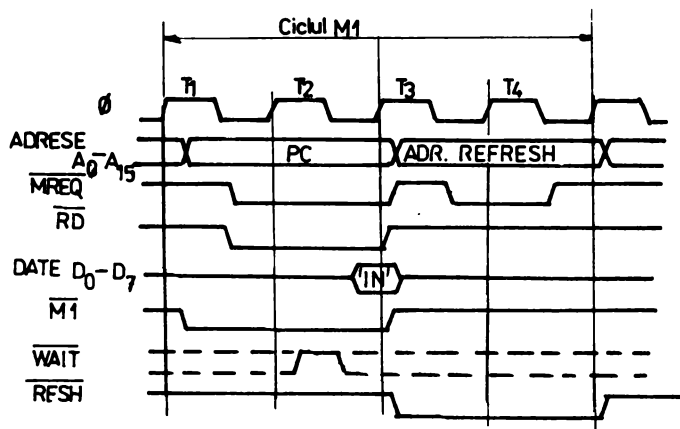 Ciclul M1
T1 T2 T3 T4
Ø
ADRESE
A0-A15 PC ADR. REFRESH
MREQ
RD
DATE D0-D7 'IN'
M1
WAIT
RFSH